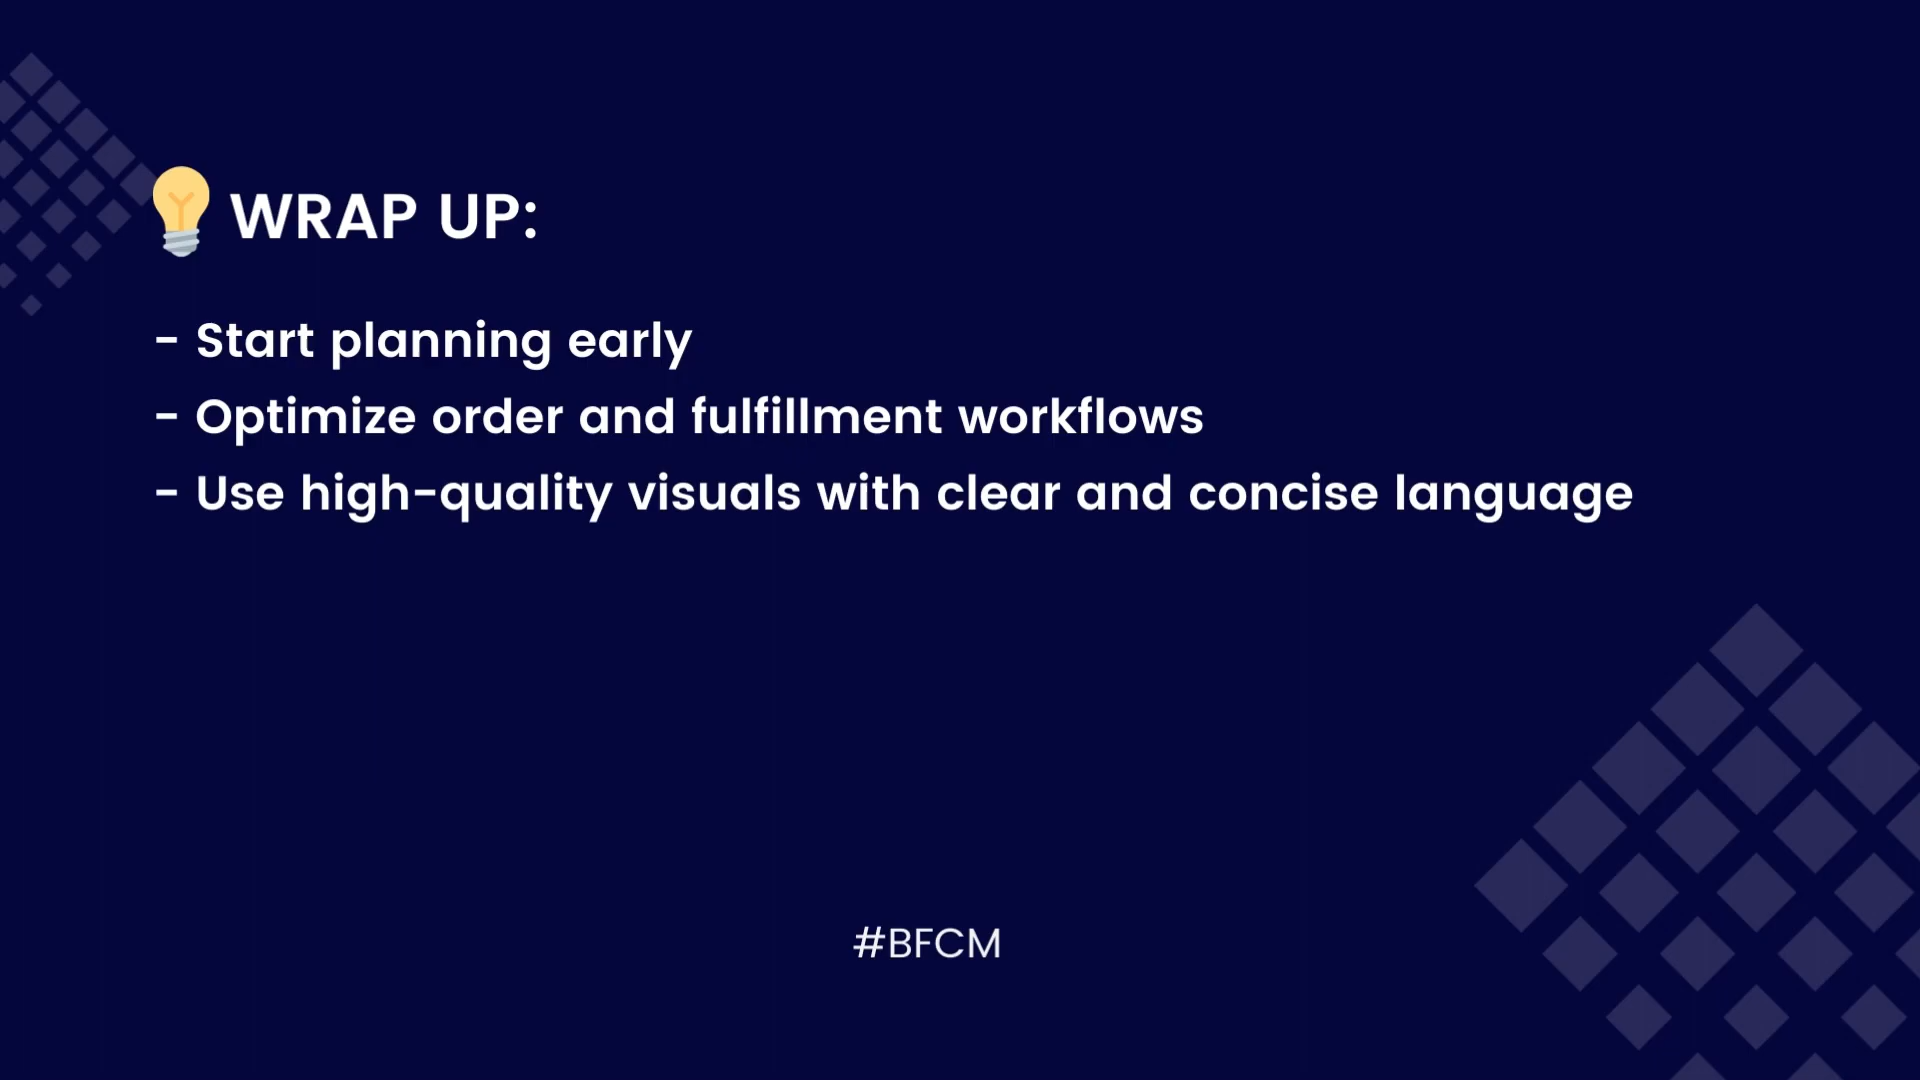 WRAP UP:
- Start planning early
- Optimize order and fulfillment workflows
- Use high-quality visuals with clear and concise language
#BFCM